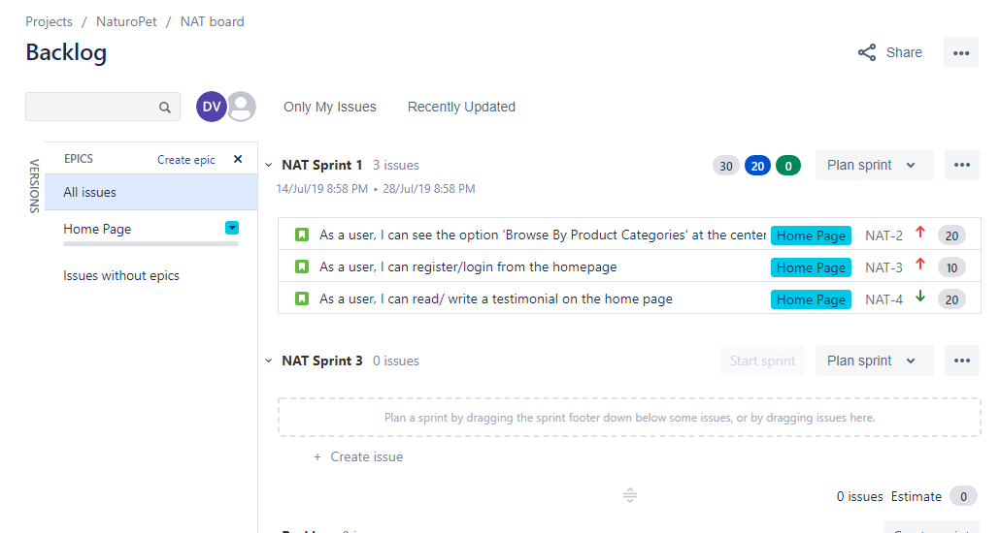 Projects / NaturoPet / NAT board
Backlog
Share
DV
Only My Issues
Recently Updated
VERSIONS
EPICS
Create epic
All issues
Home Page
Issues without epics
NAT Sprint 1 3 issues
30 20 0
Plan sprint
14/Jul/19 8:58 PM • 28/Jul/19 8:58 PM
As a user, I can see the option 'Browse By Product Categories' at the center Home Page NAT-2 20
As a user, I can register/login from the homepage Home Page NAT-3 10
As a user, I can read/ write a testimonial on the home page Home Page NAT-4 20
NAT Sprint 3 0 issues
Start sprint
Plan sprint
Plan a sprint by dragging the sprint footer down below some issues, or by dragging issues here.
+ Create issue
0 issues Estimate 0